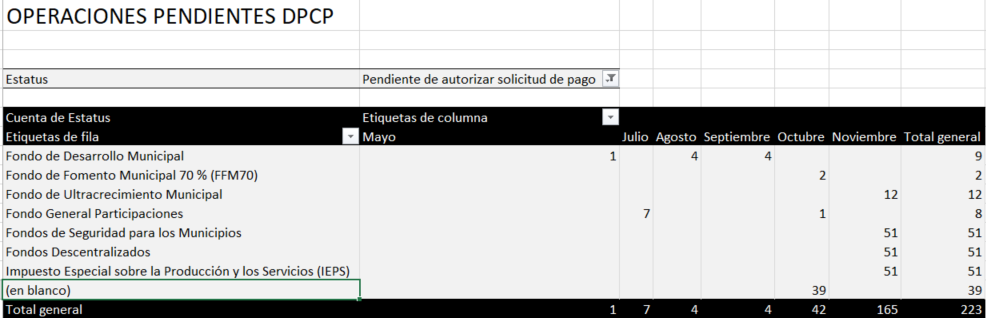 OPERACIONES PENDIENTES DPCP
Estatus Pendiente de autorizar solicitud de pago
Cuenta de Estatus Etiquetas de columna
Etiquetas de fila Mayo Julio Agosto Septiembre Octubre Noviembre Total general
Fondo de Desarrollo Municipal 1 4 4 9
Fondo de Fomento Municipal 70 % (FFM70) 2 2
Fondo de Ultracrecimiento Municipal 12 12
Fondo General Participaciones 7 1 8
Fondos de Seguridad para los Municipios 51 51
Fondos Descentralizados 51 51
Impuesto Especial sobre la Producción y los Servicios (IEPS) 51 51
(en blanco) 39 39
Total general 1 7 4 4 42 165 223